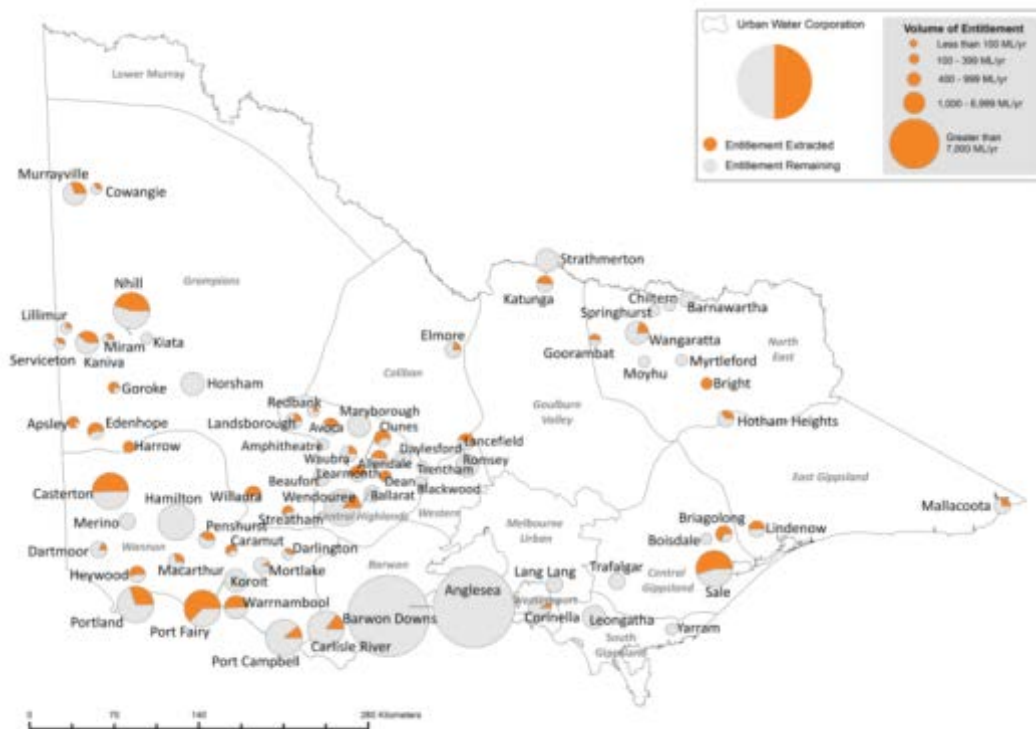 Urban Water Corporation
Entitlement Extracted
Entitlement Remaining
Volume of Entitlement
Less than 100 ML/yr
100 - 399 ML/yr
400 - 999 ML/yr
1,000 - 6,999 ML/yr
Greater than
7,000 ML/yr
Lower Murray
Murrayville
Cowangie
Strathmerton
Nhill
Grampians
Katunga
Chiltern
Barnawartha
Springhurst
Lillimur
Elmore
Wangaratta
Serviceton
Miram
Kiata
Kaniva
Goorambat
North
East
Moyhu
Myrtleford
Coliban
Goroke
Horsham
Bright
Redbank
Maryborough
Goulburn
Valley
Hotham Heights
Apsley
Edenhope
Landsborough
Avoca
Clunes
Harrow
Amphitheatre
Daylesford
Lancefield
Waubra
Allendale
Romsey
Learmonth
Trentham
East Gippsland
Beaufort
Dean
Casterton
Willaura
Wendouree
Ballarat
Blackwood
Hamilton
Streatham
Central Highlands
Western
Mallacoota
Merino
Penshurst
Melbourne
Urban
Briagolong
Lindenow
Dartmoor
Wannon
Caramut
Darlington
Boisdale
Macarthur
Mortlake
Barwon
Lang Lang
Trafalgar
Central
Gippsland
Heywood
Koroit
Anglesea
Westernport
Sale
Portland
Warrnambool
Barwon Downs
Corinella
Leongatha
Port Fairy
Carlisle River
South
Gippsland
Yarram
Port Campbell
0
70
140
280 Kilometers